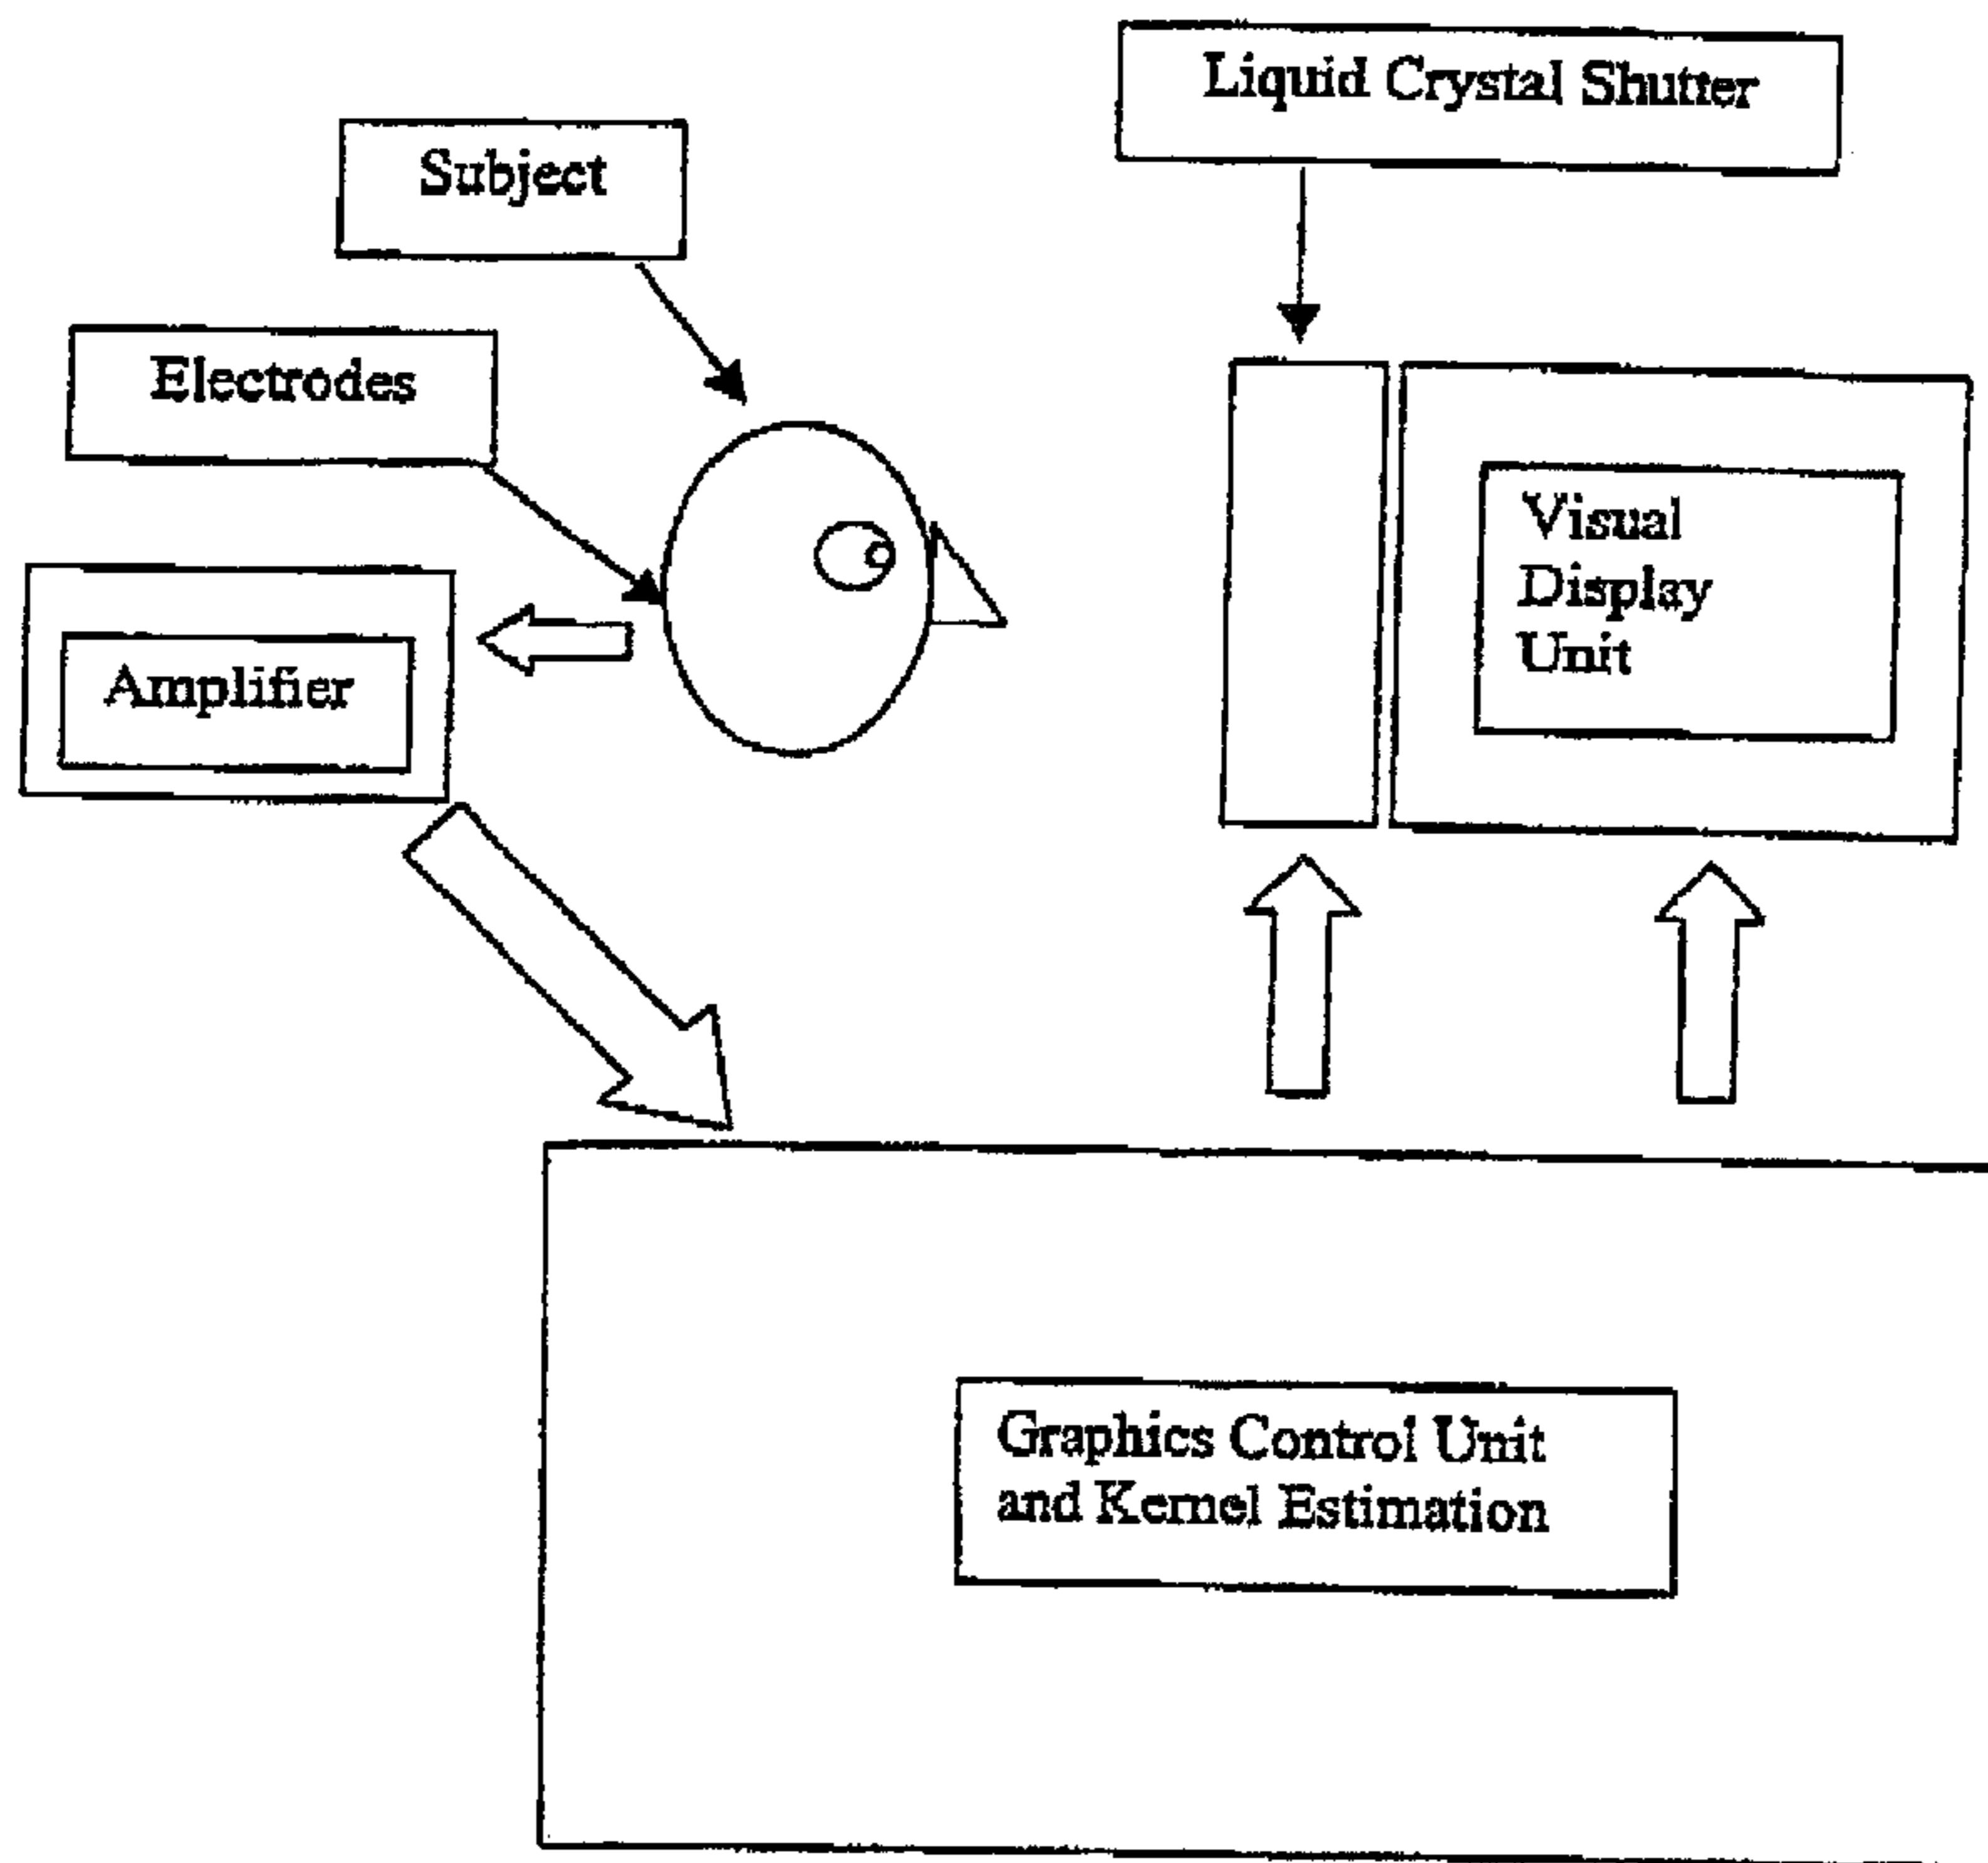 Liquid Crystal Shutter
Subject
Electrodes
Visual
Display
Unit
Amplifier
Graphics Control Unit
and Kernel Estimation